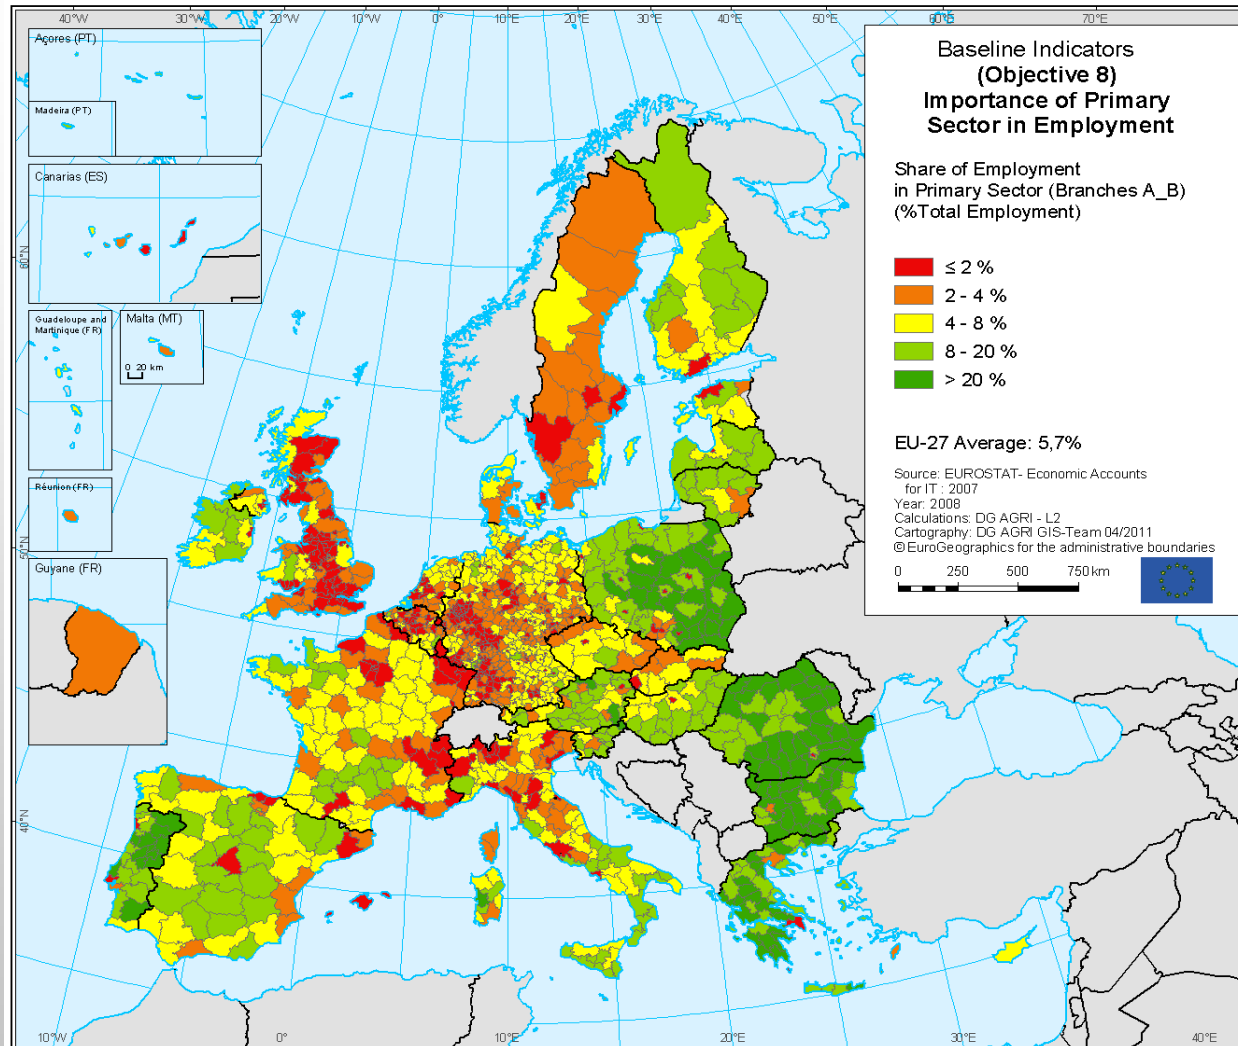 40°W
30°W
20°W
10°W
0°
10°E
20°E
30°E
40°E
50°E
60°E
70°E
Açores (PT)
Madeira (PT)
Canarias (ES)
Guadeloupe and
Martinique (FR)
Malta (MT)
0 20 km
Réunion (FR)
Guyane (FR)
60°N
50°N
40°N
Baseline Indicators
(Objective 8)
Importance of Primary
Sector in Employment
Share of Employment
in Primary Sector (Branches A_B)
(%Total Employment)
≤ 2 %
2 - 4 %
4 - 8 %
8 - 20 %
> 20 %
EU-27 Average: 5,7%
Source: EUROSTAT- Economic Accounts
for IT : 2007
Year: 2008
Calculations: DG AGRI - L2
Cartography: DG AGRI GIS-Team 04/2011
© EuroGeographics for the administrative boundaries
0 250 500 750 km
10°W
0°
10°E
20°E
30°E
40°E